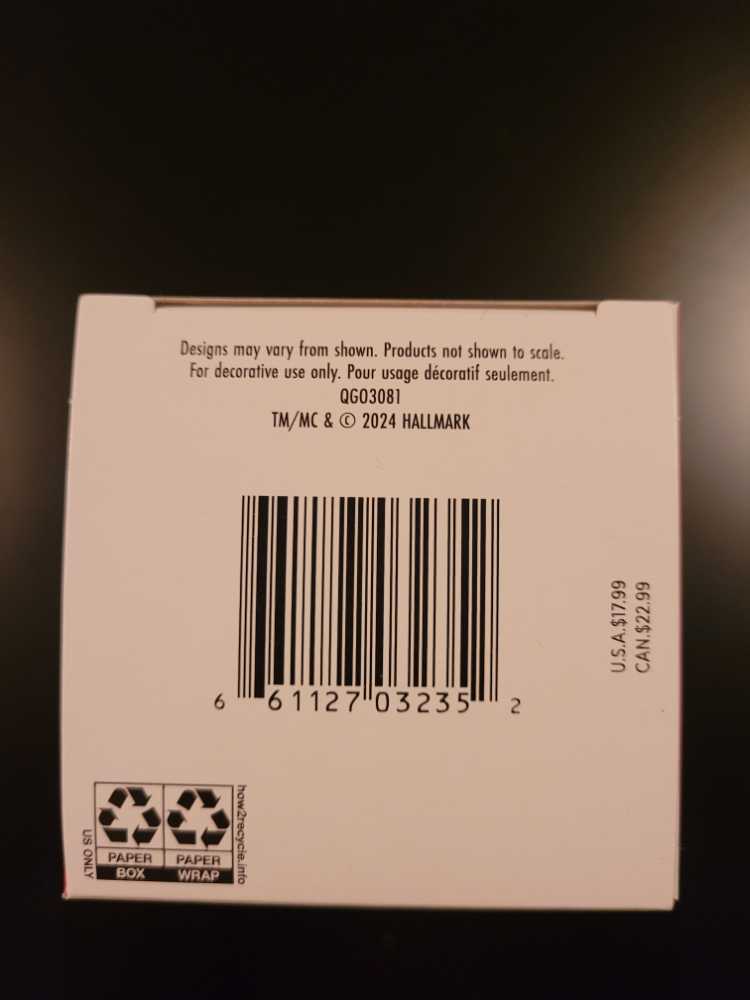 Designs may vary from shown. Products not shown to scale.
For decorative use only. Pour usage décoratif seulement.
QGO3081
TM/MC & © 2024 HALLMARK
U.S.A.$17.99
CAN.$22.99
6 61127 03235 2
US ONLY
PAPER
BOX
PAPER
WRAP
how2recycle.info